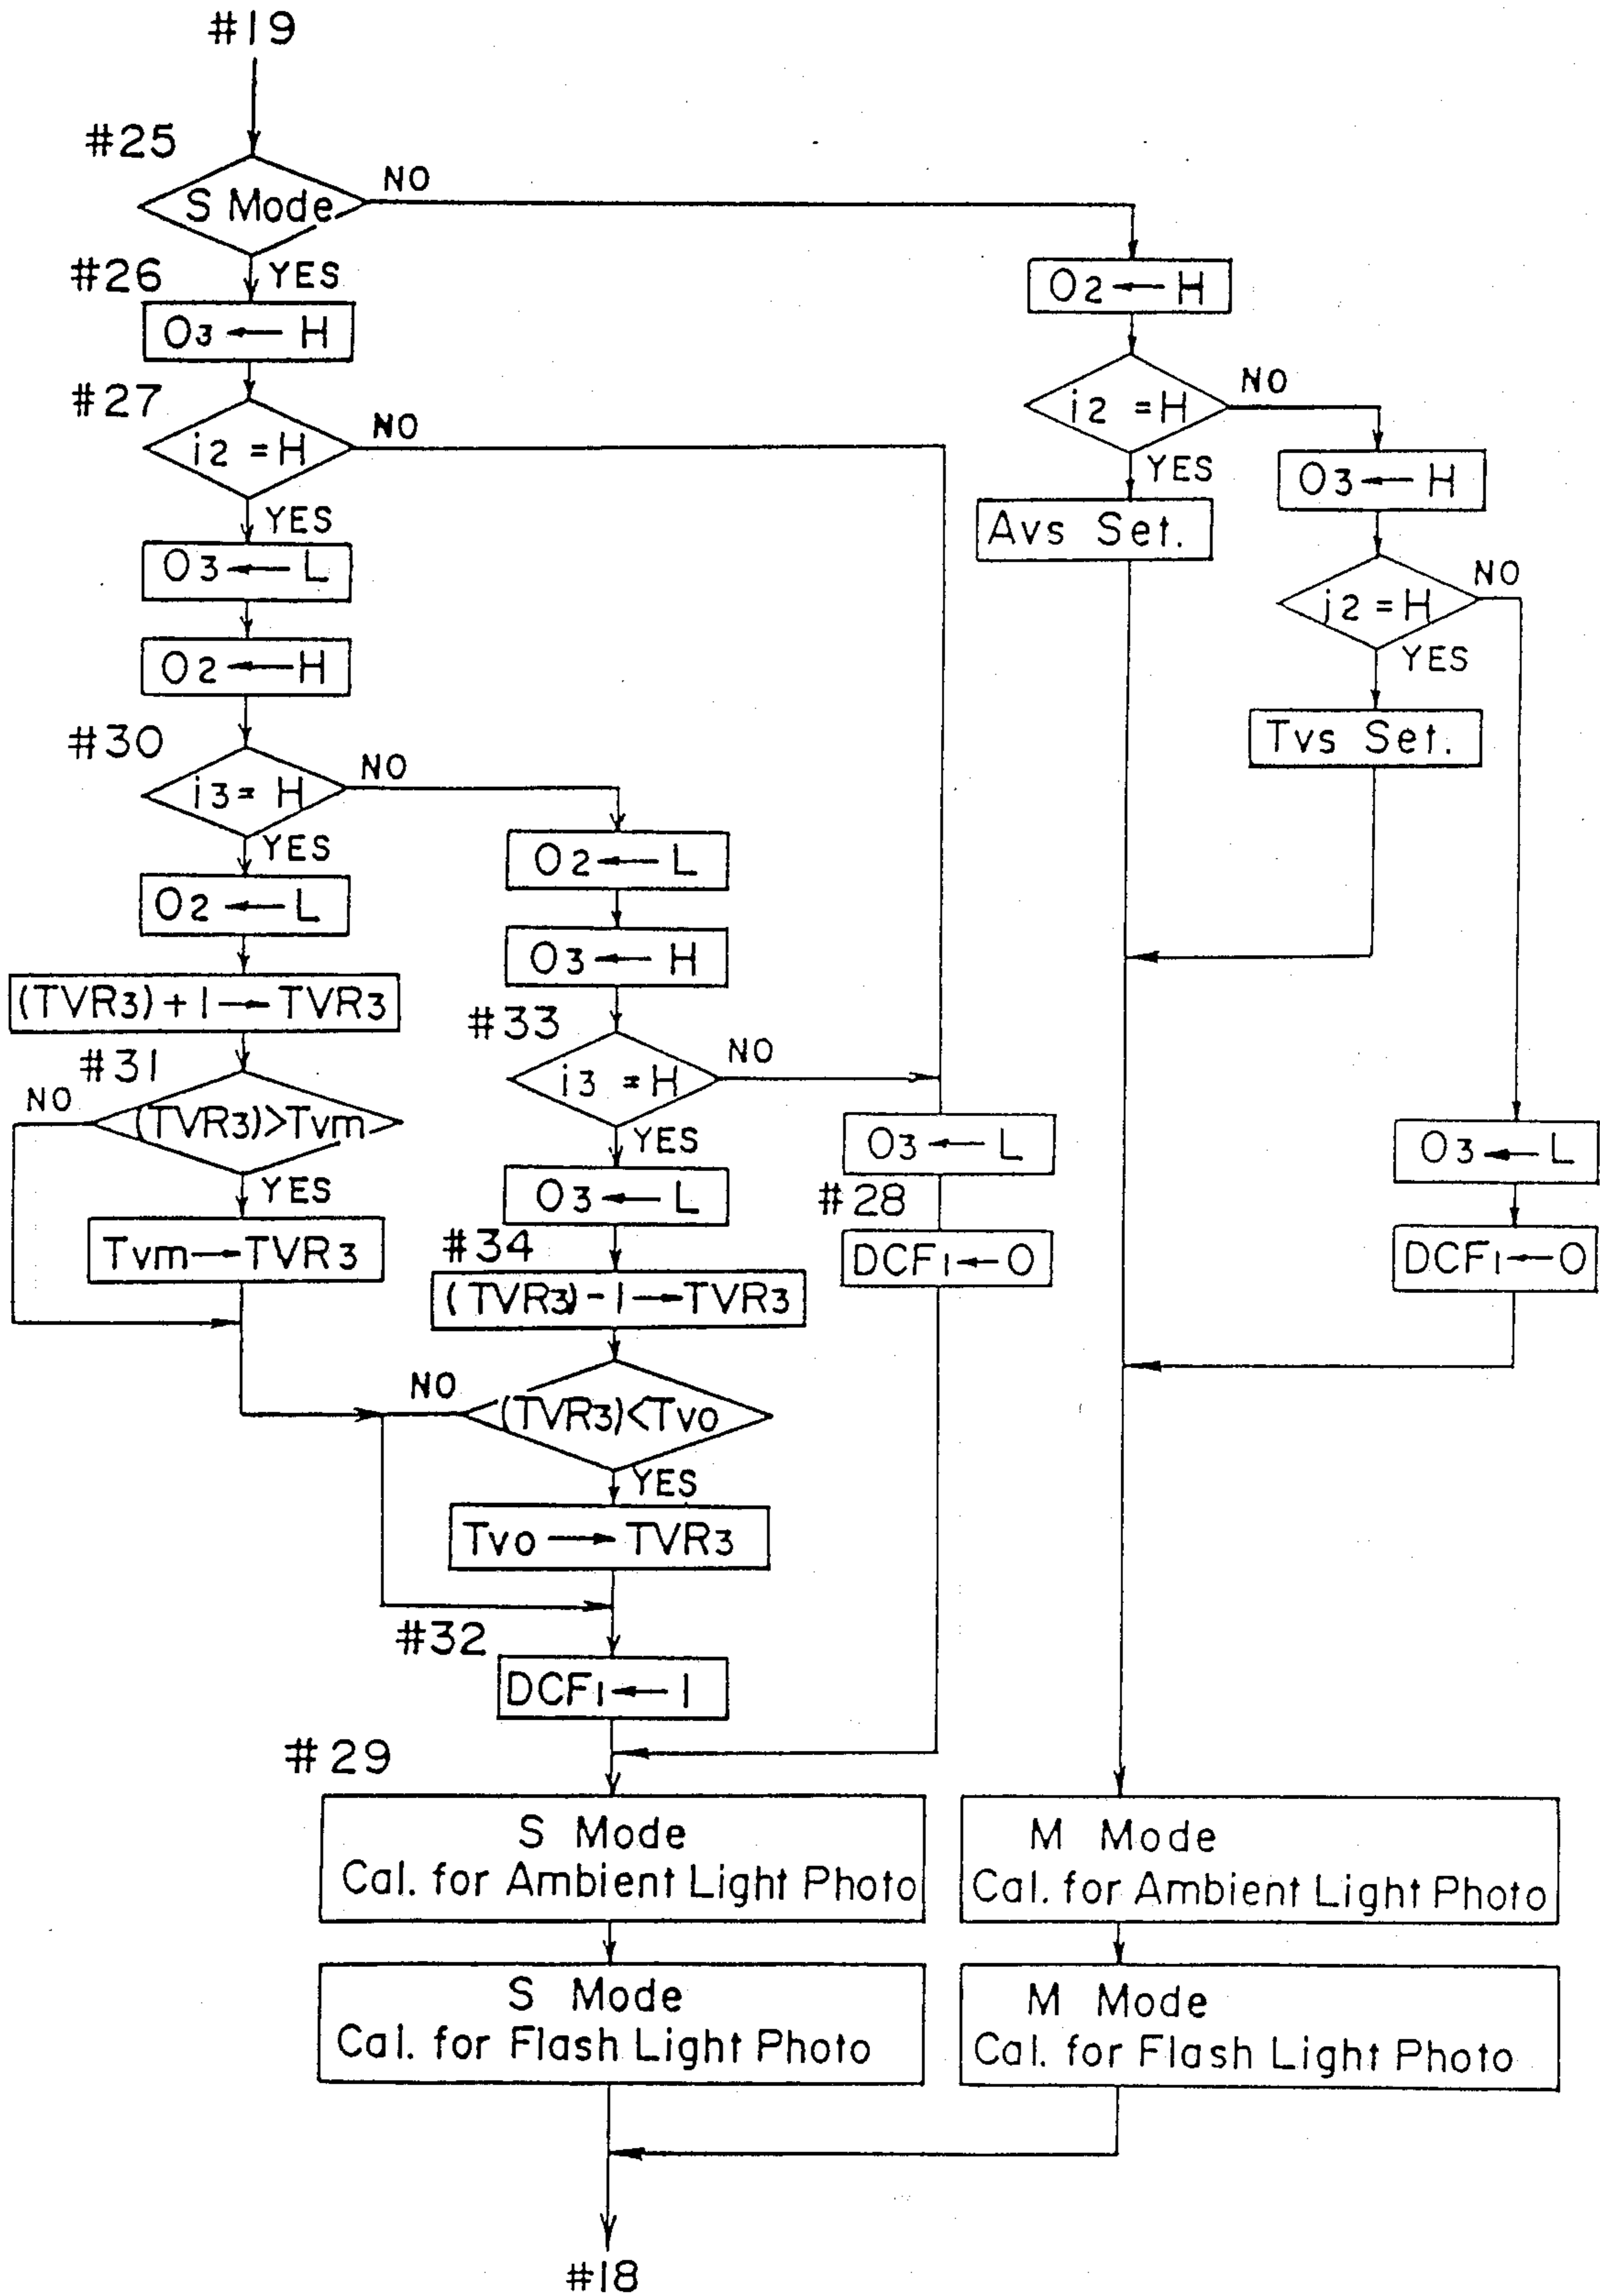 #19
#25
S Mode
NO
YES
#26
O3 ← H
#27
i2 = H
NO
YES
O3 ← L
O2 ← H
#30
i3 = H
NO
YES
O2 ← L
(TVR3) + 1 → TVR3
#31
(TVR3)>Tvm
NO
YES
Tvm → TVR3
O2 ← L
O3 ← H
#33
i3 = H
NO
YES
O3 ← L
#34
(TVR3) - 1 → TVR3
NO
(TVR3)<Tvo
YES
Tvo → TVR3
#32
DCF1 ← 1
O3 ← L
#28
DCF1 ← 0
#29
S Mode
Cal. for Ambient Light Photo
S Mode
Cal. for Flash Light Photo
O2 ← H
i2 = H
NO
YES
Avs Set.
O3 ← H
i2 = H
NO
YES
Tvs Set.
O3 ← L
DCF1 ← 0
M Mode
Cal. for Ambient Light Photo
M Mode
Cal. for Flash Light Photo
#18